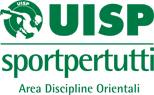 UISP
sportpertutti
Area Discipline Orientali